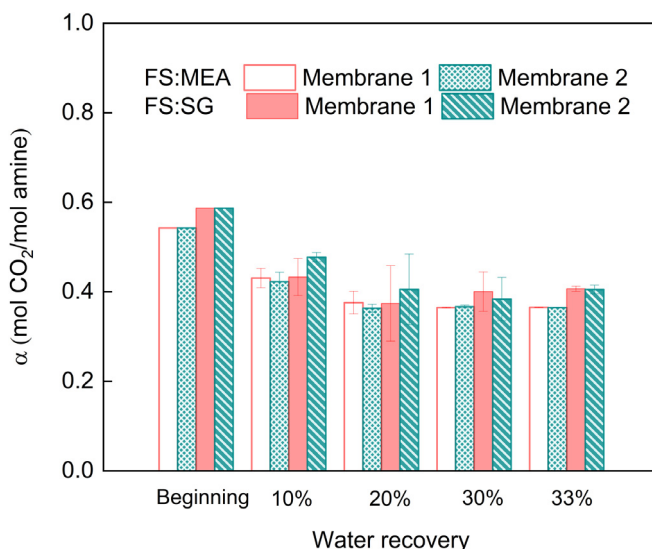 1.0
0.8
0.6
0.4
0.2
0.0
α (mol CO₂/mol amine)
FS:MEA Membrane 1 Membrane 2
FS:SG Membrane 1 Membrane 2
Beginning 10% 20% 30% 33%
Water recovery